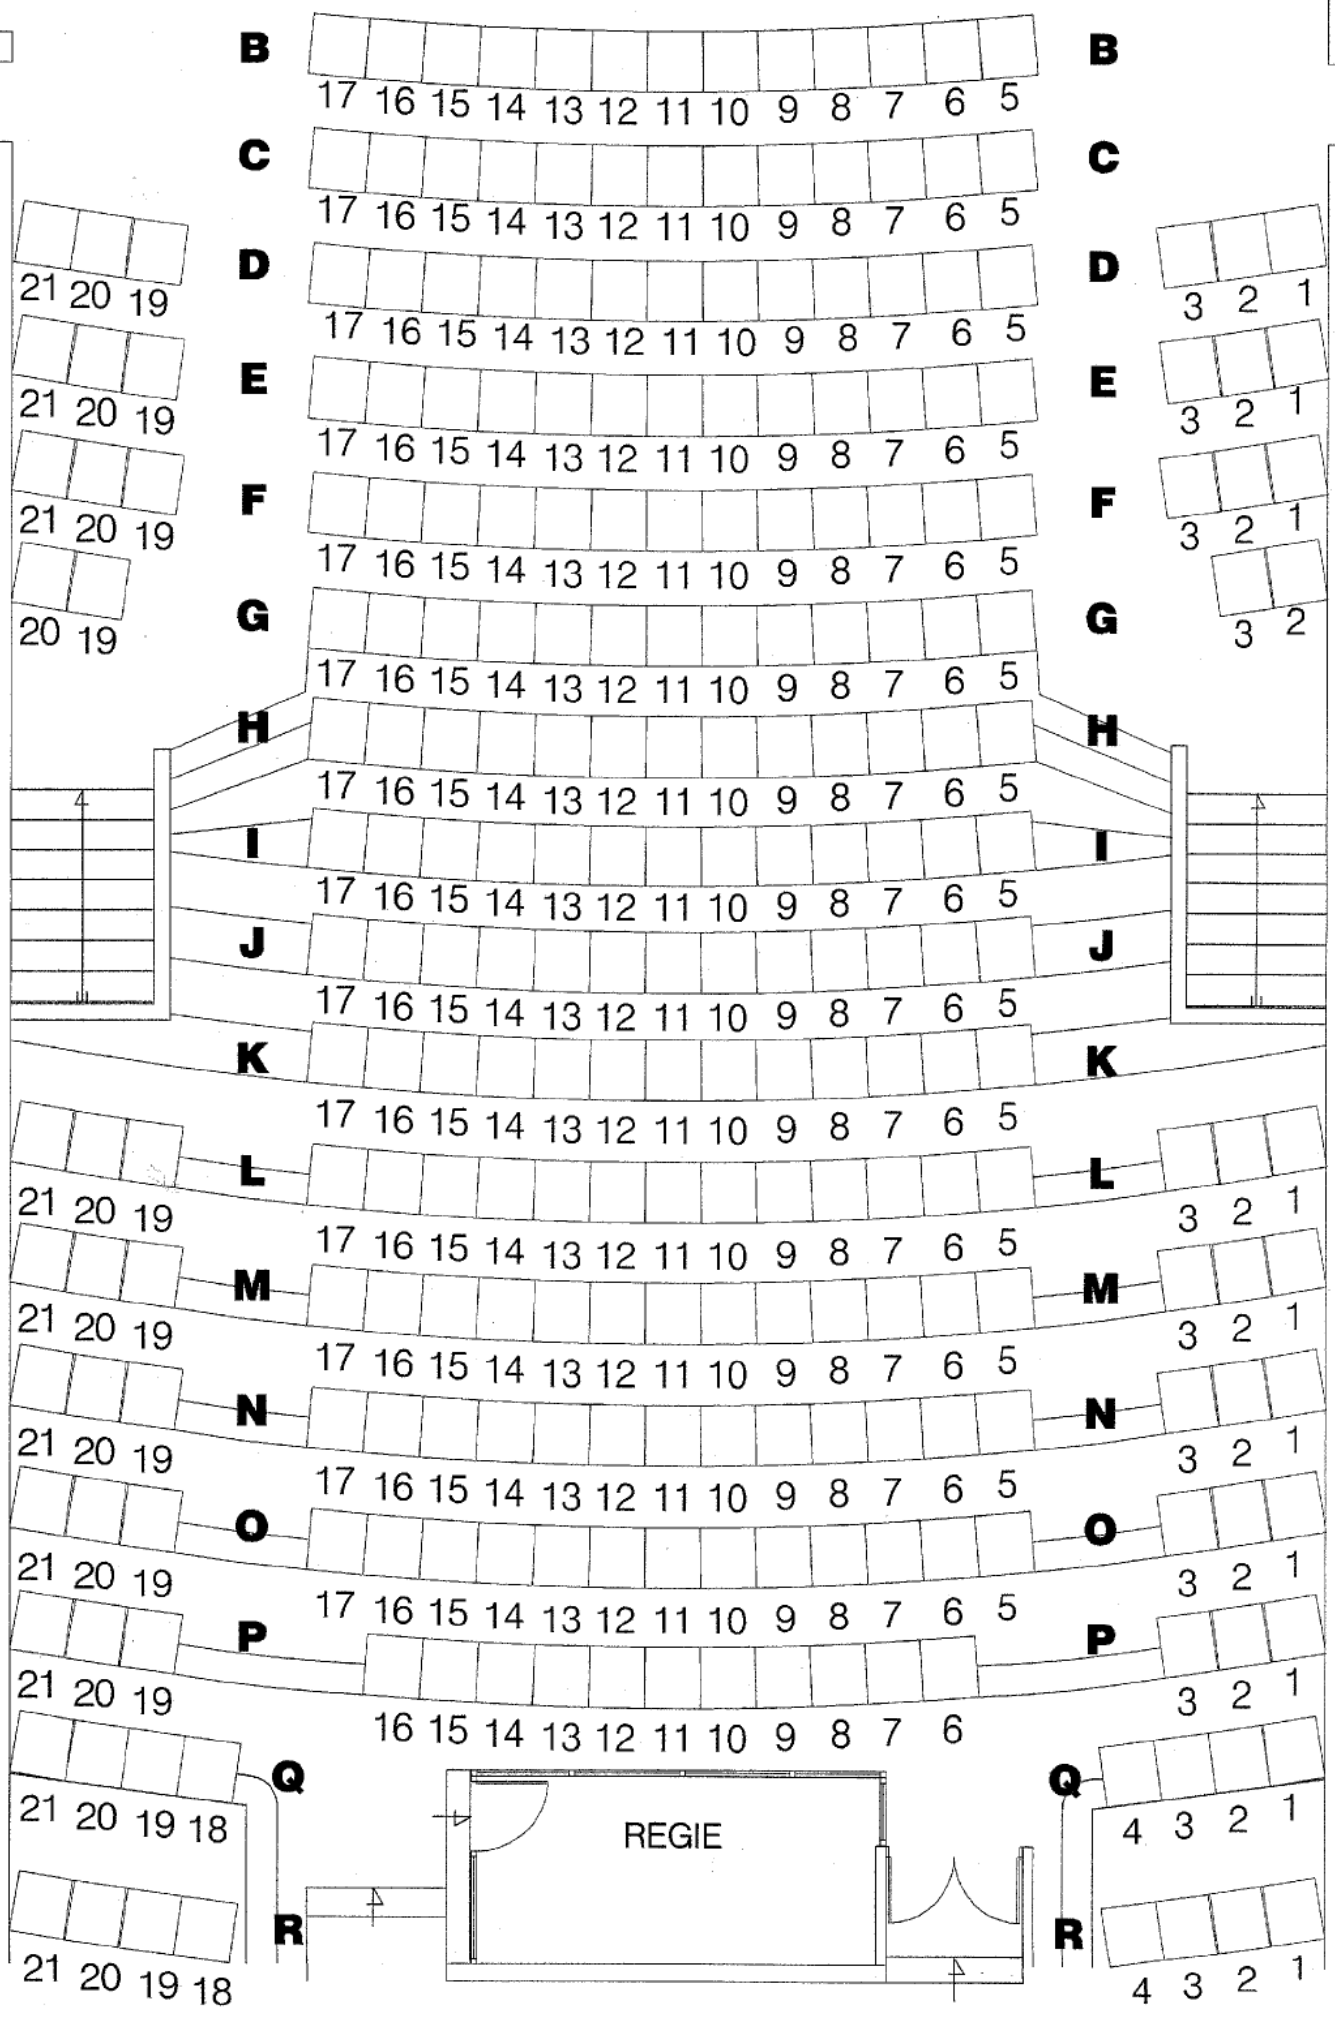 B 17 16 15 14 13 12 11 10 9 8 7 6 5 B
C 17 16 15 14 13 12 11 10 9 8 7 6 5 C
21 20 19 D 17 16 15 14 13 12 11 10 9 8 7 6 5 D 3 2 1
21 20 19 E 17 16 15 14 13 12 11 10 9 8 7 6 5 E 3 2 1
21 20 19 F 17 16 15 14 13 12 11 10 9 8 7 6 5 F 3 2 1
20 19 G 17 16 15 14 13 12 11 10 9 8 7 6 5 G 3 2
H 17 16 15 14 13 12 11 10 9 8 7 6 5 H
I 17 16 15 14 13 12 11 10 9 8 7 6 5 I
J 17 16 15 14 13 12 11 10 9 8 7 6 5 J
K 17 16 15 14 13 12 11 10 9 8 7 6 5 K
21 20 19 L 17 16 15 14 13 12 11 10 9 8 7 6 5 L 3 2 1
21 20 19 M 17 16 15 14 13 12 11 10 9 8 7 6 5 M 3 2 1
21 20 19 N 17 16 15 14 13 12 11 10 9 8 7 6 5 N 3 2 1
21 20 19 O 17 16 15 14 13 12 11 10 9 8 7 6 5 O 3 2 1
21 20 19 P 16 15 14 13 12 11 10 9 8 7 6 P 3 2 1
21 20 19 18 Q Q 4 3 2 1
REGIE
21 20 19 18 R R 4 3 2 1